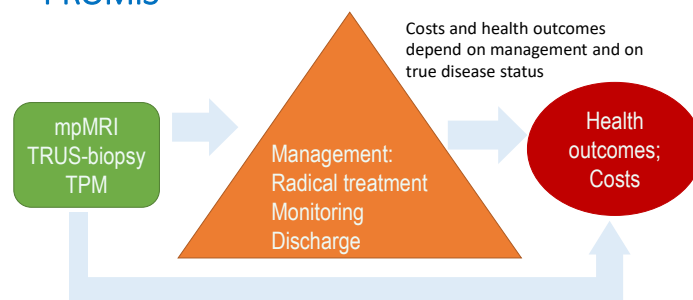 PROMIS
Costs and health outcomes
depend on management and on
true disease status
mpMRI
TRUS-biopsy
TPM
Management:
Radical treatment
Monitoring
Discharge
Health
outcomes;
Costs